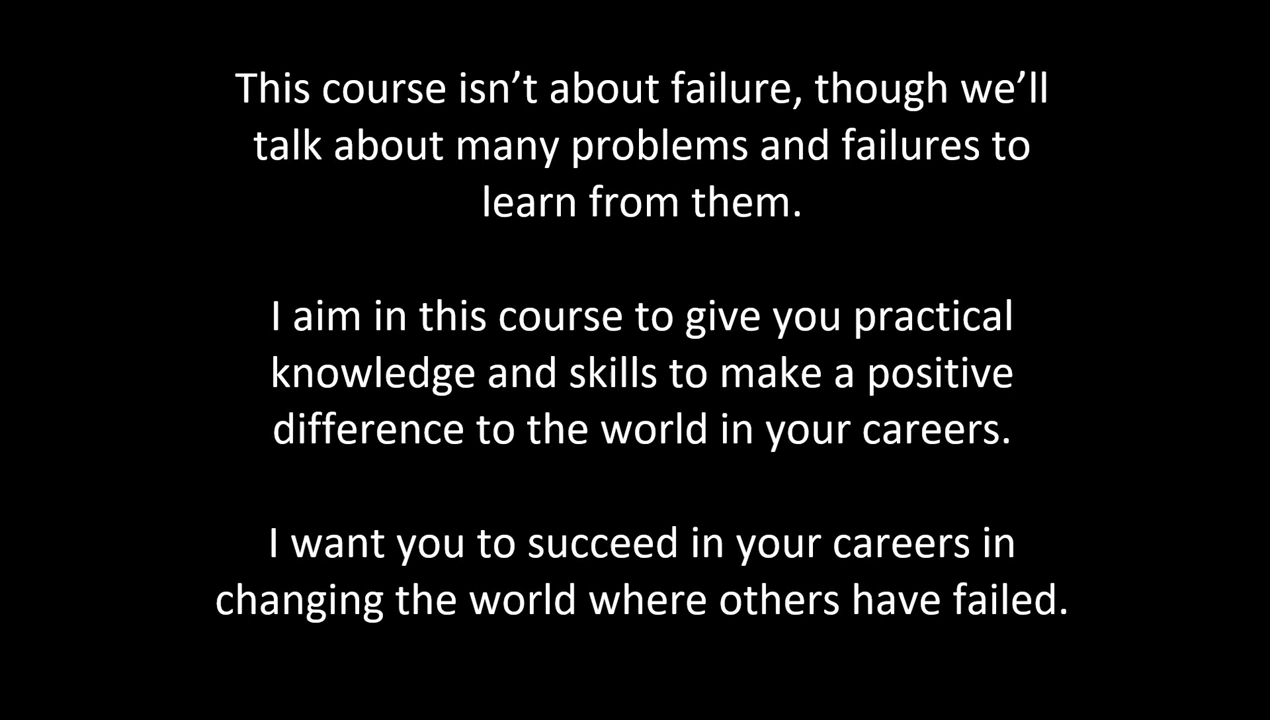 This course isn’t about failure, though we’ll
talk about many problems and failures to
learn from them.
I aim in this course to give you practical
knowledge and skills to make a positive
difference to the world in your careers.
I want you to succeed in your careers in
changing the world where others have failed.